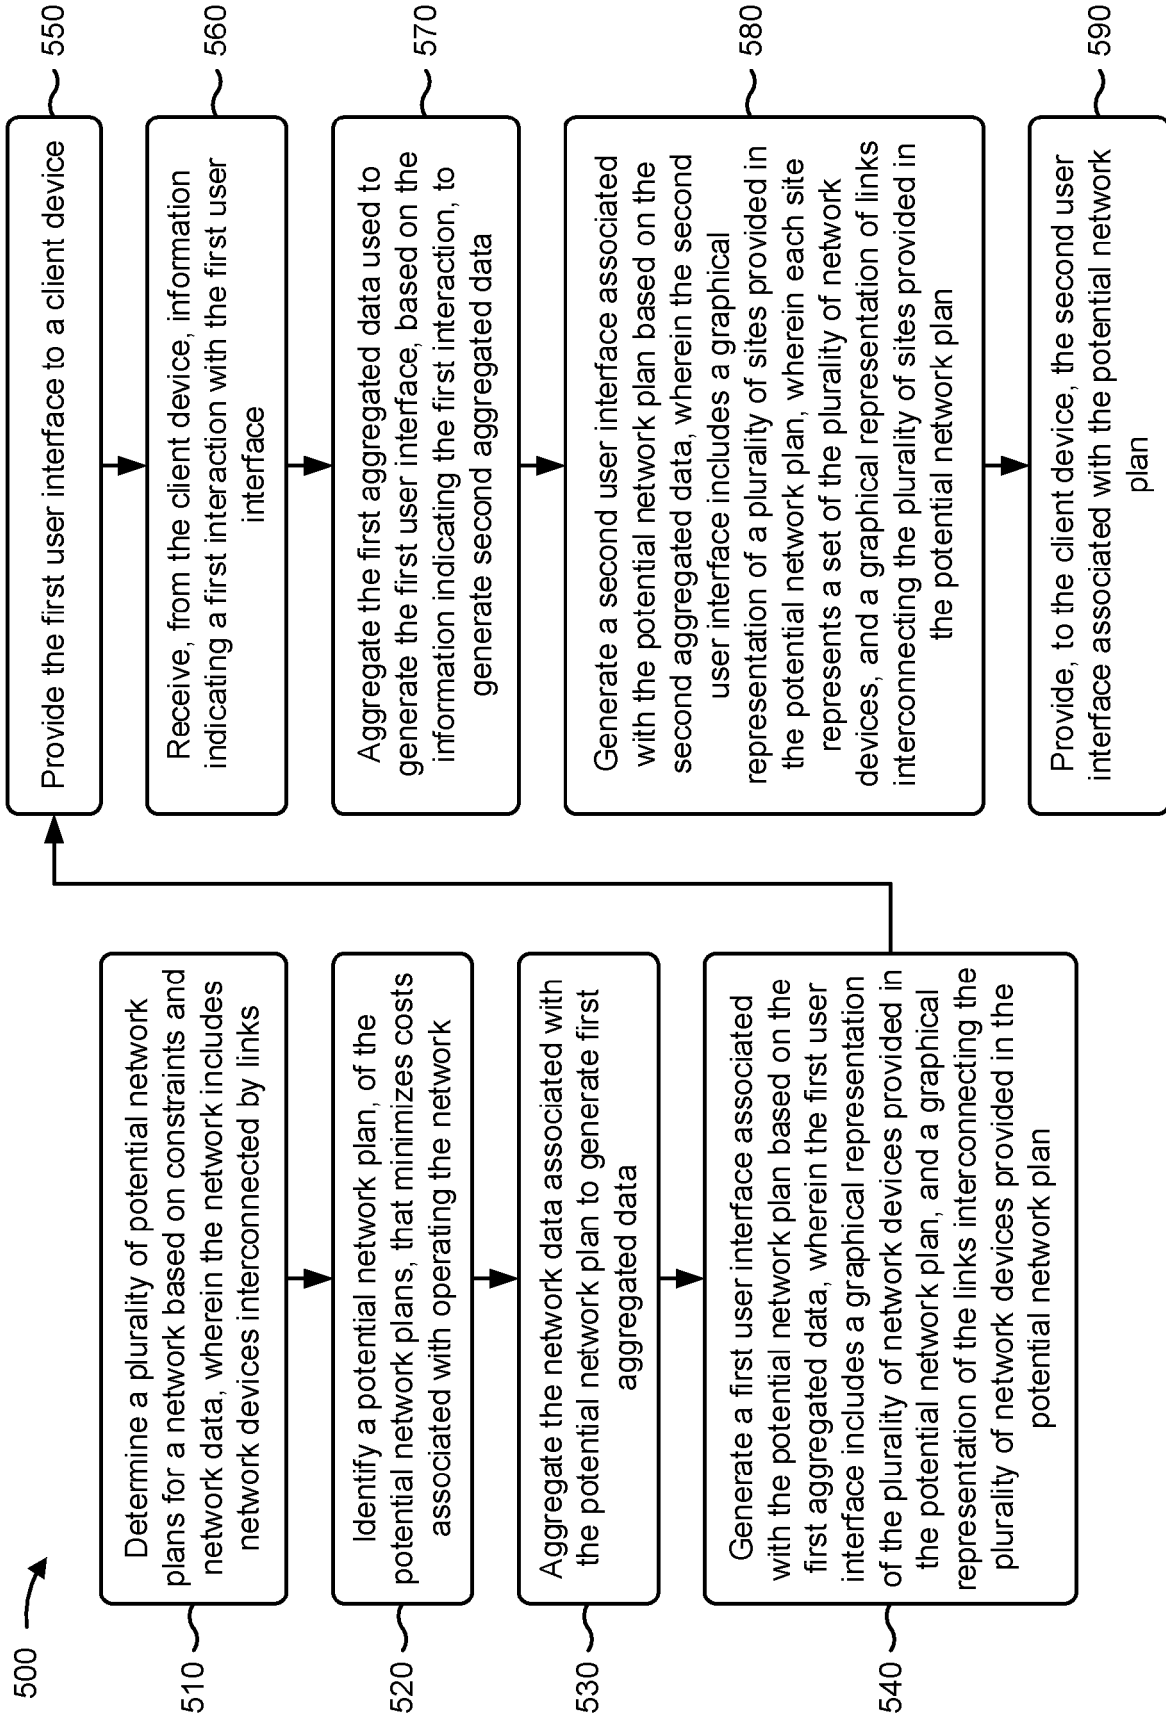 500
510
Determine a plurality of potential network
plans for a network based on constraints and
network data, wherein the network includes
network devices interconnected by links
520
Identify a potential network plan, of the
potential network plans, that minimizes costs
associated with operating the network
530
Aggregate the network data associated with
the potential network plan to generate first
aggregated data
540
Generate a first user interface associated
with the potential network plan based on the
first aggregated data, wherein the first user
interface includes a graphical representation
of the plurality of network devices provided in
the potential network plan, and a graphical
representation of the links interconnecting the
plurality of network devices provided in the
potential network plan
Provide the first user interface to a client device
550
Receive, from the client device, information
indicating a first interaction with the first user
interface
560
Aggregate the first aggregated data used to
generate the first user interface, based on the
information indicating the first interaction, to
generate second aggregated data
570
Generate a second user interface associated
with the potential network plan based on the
second aggregated data, wherein the second
user interface includes a graphical
representation of a plurality of sites provided in
the potential network plan, wherein each site
represents a set of the plurality of network
devices, and a graphical representation of links
interconnecting the plurality of sites provided in
the potential network plan
580
Provide, to the client device, the second user
interface associated with the potential network
plan
590